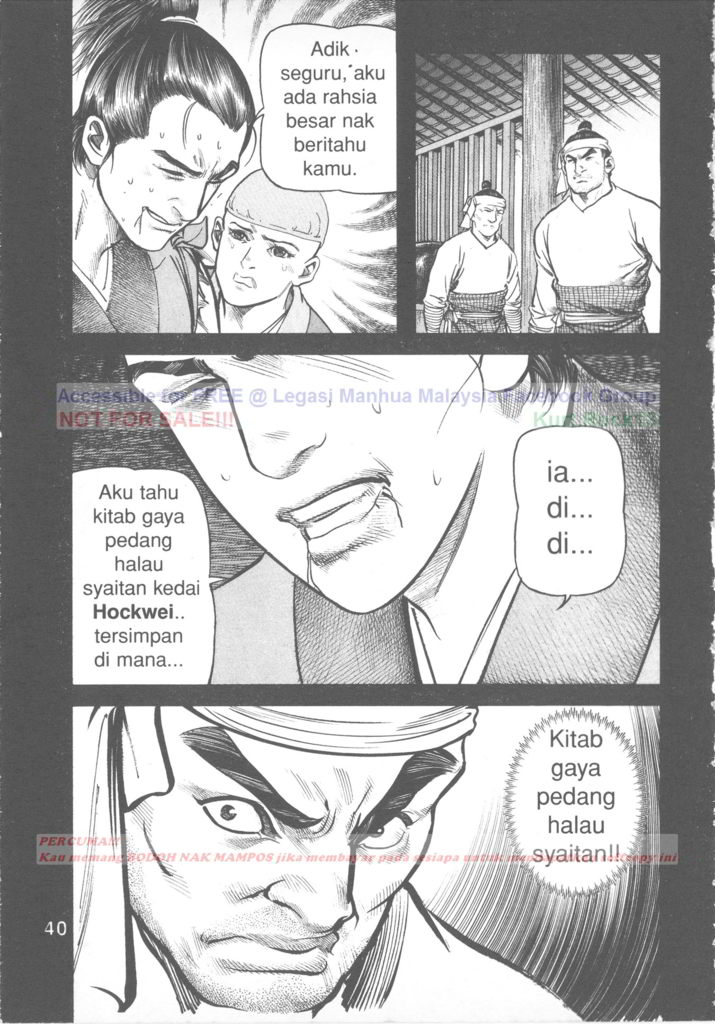 Adik
seguru, aku
ada rahsia
besar nak
beritahu
kamu.
Accessible for FREE @ Legasi Manhua Malaysia Facebook Group
NOT FOR SALE!!!
ia...
di...
di...
Aku tahu
kitab gaya
pedang
halau
syaitan kedai
Hockwei..
tersimpan
di mana...
Kitab
gaya
pedang
halau
syaitan!!
PERCUMA!!!
Kau memang BODOH NAK MAMPOS jika membayar pada sesiapa untuk
40